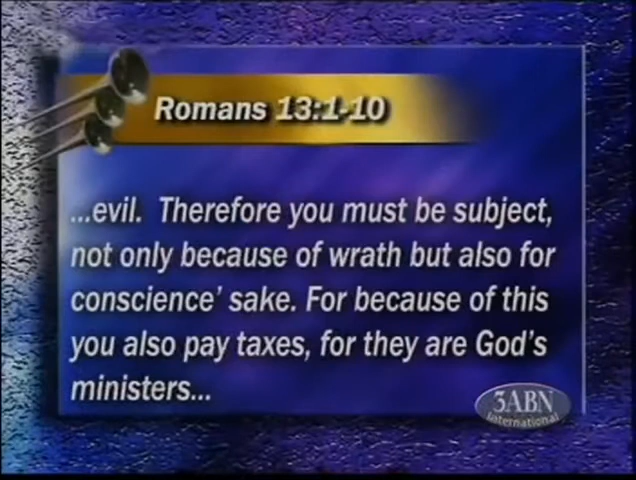 Romans 13:1-10
...evil. Therefore you must be subject,
not only because of wrath but also for
conscience’ sake. For because of this
you also pay taxes, for they are God’s
ministers...
3ABN
International